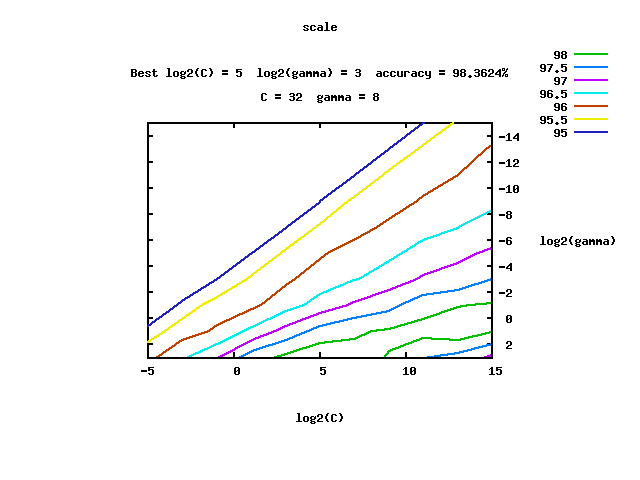 scale
Best log2(C) = 5  log2(gamma) = 3  accuracy = 98.3624%
C = 32  gamma = 8
98
97.5
97
96.5
96
95.5
95
-14
-12
-10
-8
-6
-4
-2
0
2
log2(gamma)
-5 0 5 10 15
log2(C)